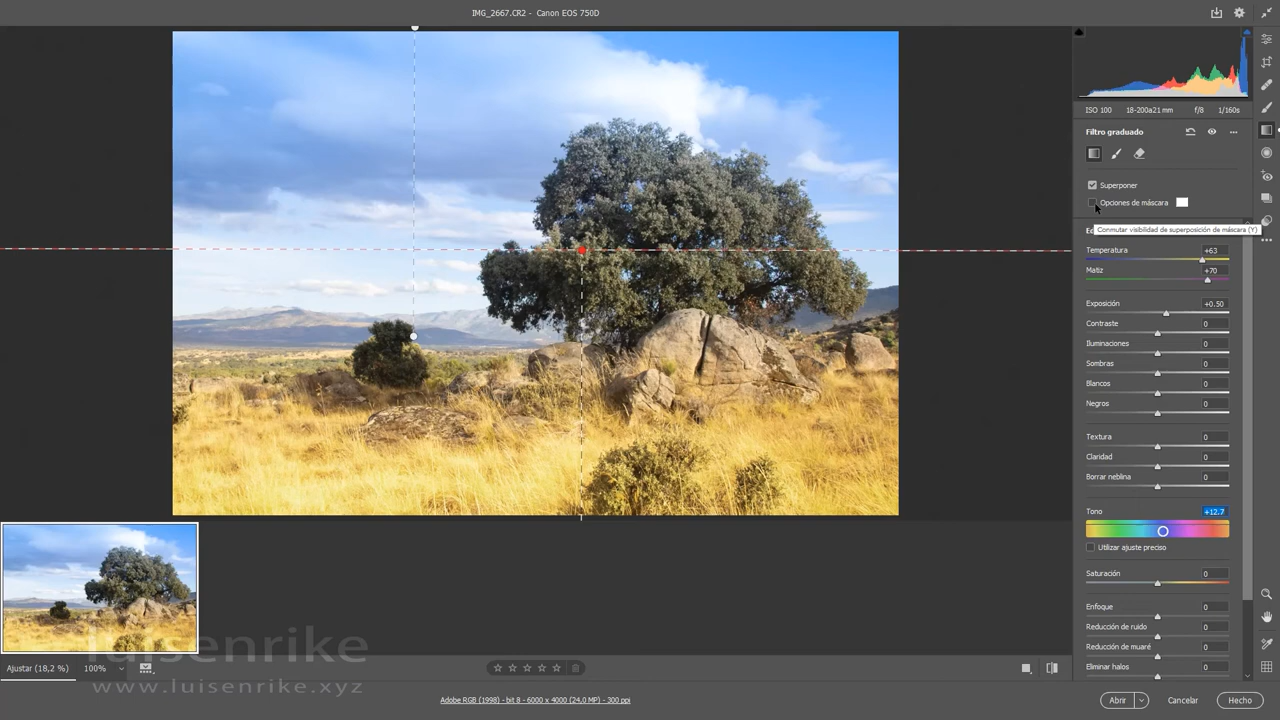 IMG_2667.CR2 - Canon EOS 750D
ISO 100 18-200a21 mm f/8 1/160s
Filtro graduado
Superponer
Opciones de máscara
Conmutar visibilidad de superposición de máscara (Y)
Temperatura +63
Matiz +70
Exposición +0.50
Contraste 0
Iluminaciones 0
Sombras 0
Blancos 0
Negros 0
Textura 0
Claridad 0
Borrar neblina 0
Tono +12.7
Utilizar ajuste preciso
Saturación 0
Enfoque 0
Reducción de ruido 0
Reducción de muaré 0
Eliminar halos 0
luisenrike
www.luisenrike.xyz
Ajustar (18,2 %) 100%
Adobe RGB (1998) - bit 8 - 6000 x 4000 (24,0 MP) - 300 ppi
Abrir Cancelar Hecho